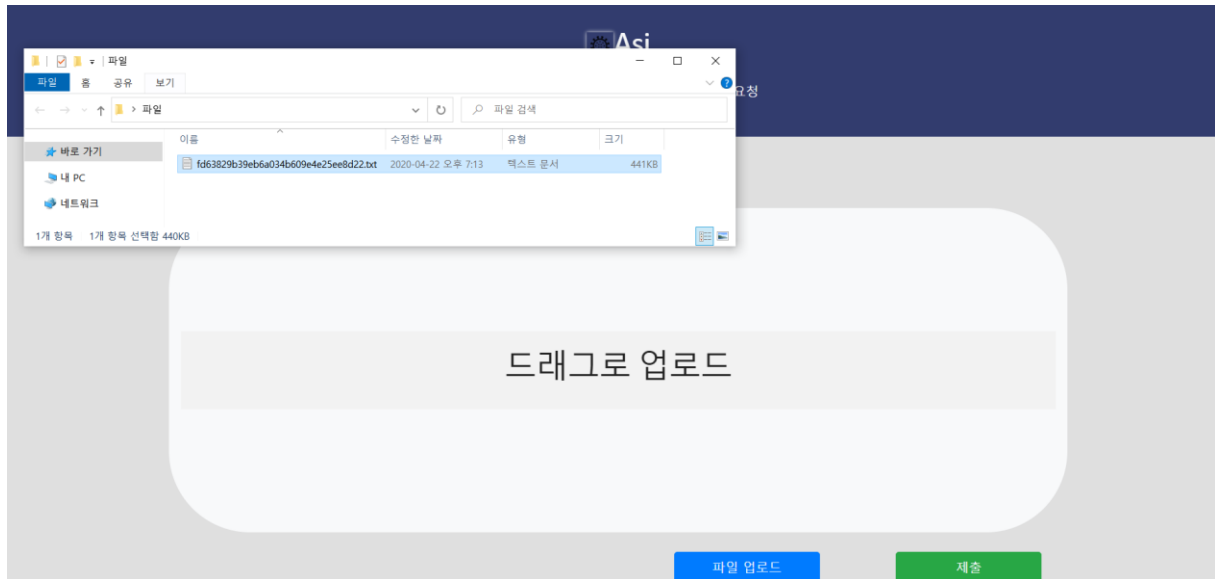 Asi
파일
파일 홈 공유 보기
요청
파일 파일 검색
이름 수정한 날짜 유형 크기
바로 가기
fd63829b39eb6a034b609e4e25ee8d22.txt 2020-04-22 오후 7:13 텍스트 문서 441KB
내 PC
네트워크
1개 항목 1개 항목 선택함 440KB
드래그로 업로드
파일 업로드 제출